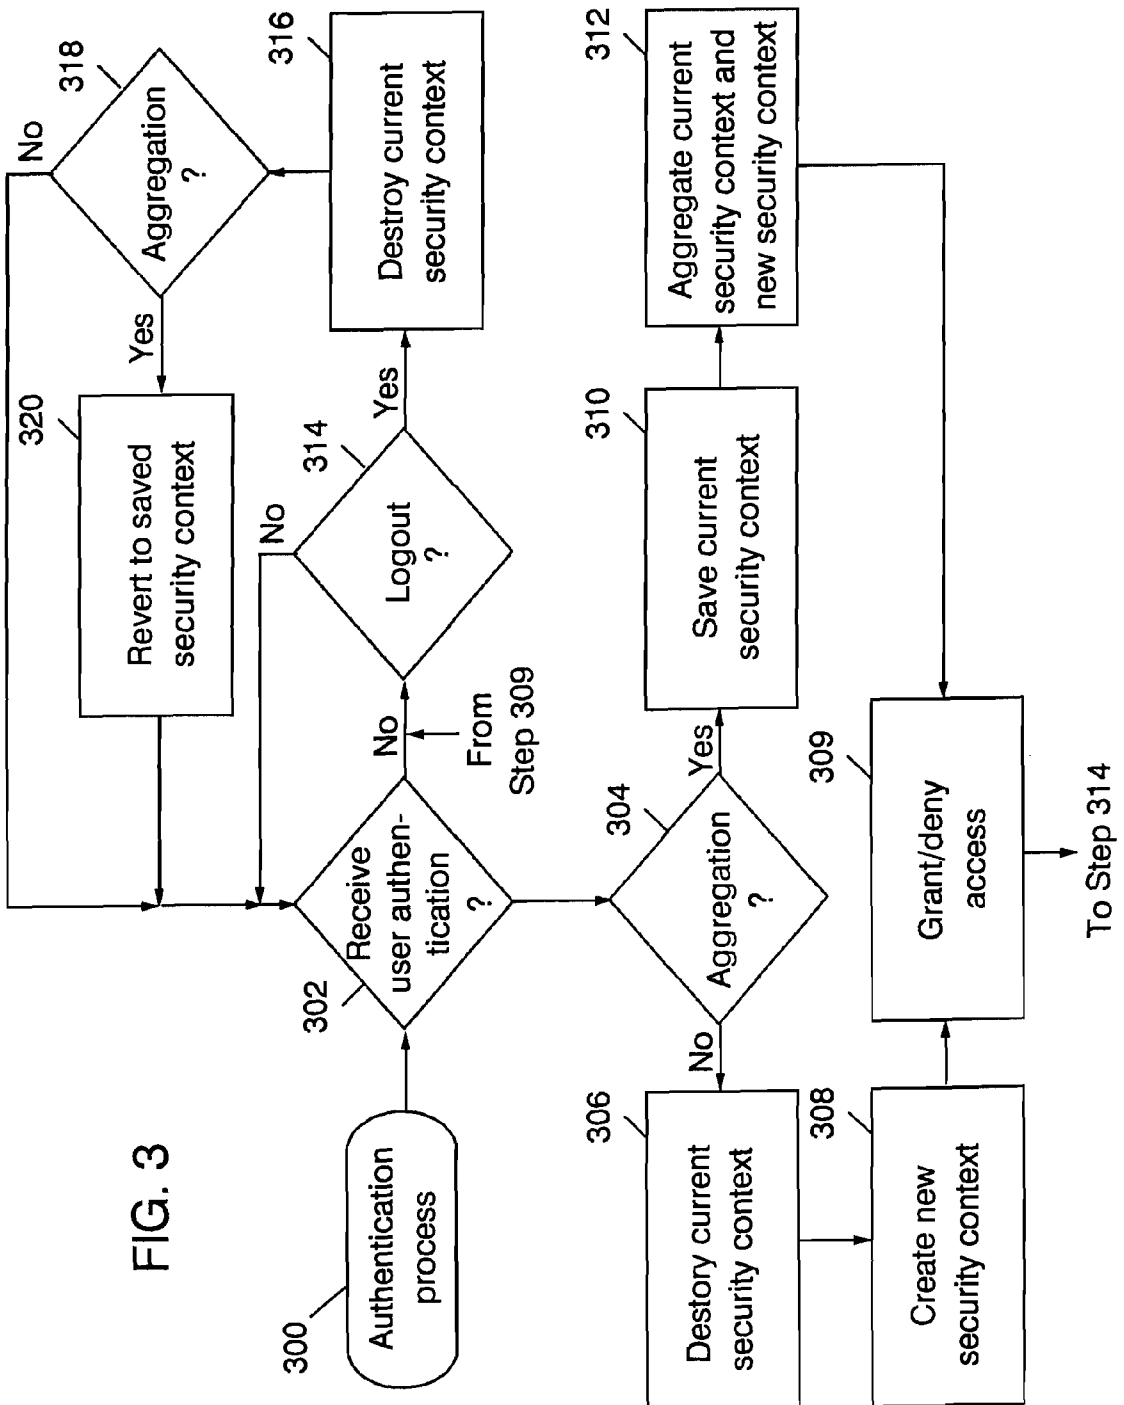 FIG. 3
300
Authentication
process
302
Receive
user authen-
tication
?
No
From
Step 309
314
Logout
?
No
Yes
316
Destroy current
security context
318
Aggregation
?
No
Yes
320
Revert to saved
security context
304
Aggregation
?
No
Yes
306
Destory current
security context
308
Create new
security context
310
Save current
security context
312
Aggregate current
security context and
new security context
309
Grant/deny
access
To Step 314